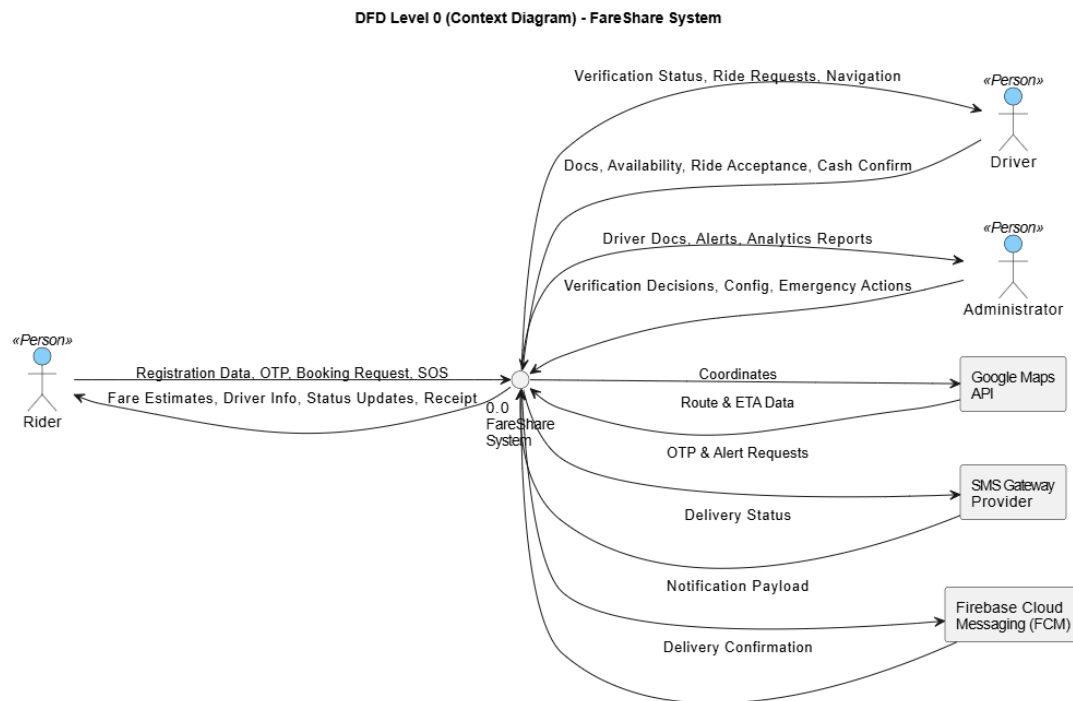 DFD Level 0 (Context Diagram) - FareShare System
Verification Status, Ride Requests, Navigation
«Person»
Driver
Docs, Availability, Ride Acceptance, Cash Confirm
«Person»
Driver Docs, Alerts, Analytics Reports
Verification Decisions, Config, Emergency Actions
Administrator
«Person»
Rider
Registration Data, OTP, Booking Request, SOS
Fare Estimates, Driver Info, Status Updates, Receipt
0.0
FareShare
System
Coordinates
Google Maps
API
Route & ETA Data
OTP & Alert Requests
SMS Gateway
Provider
Delivery Status
Notification Payload
Firebase Cloud
Messaging (FCM)
Delivery Confirmation